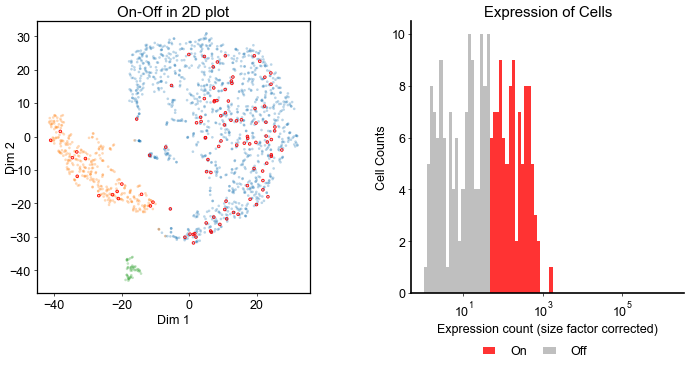 On-Off in 2D plot
30
20
10
0
−10
−20
−30
−40
Dim 2
−40
−20
0
20
Dim 1
Expression of Cells
10
8
6
4
2
0
Cell Counts
10^1
10^3
10^5
Expression count (size factor corrected)
On
Off